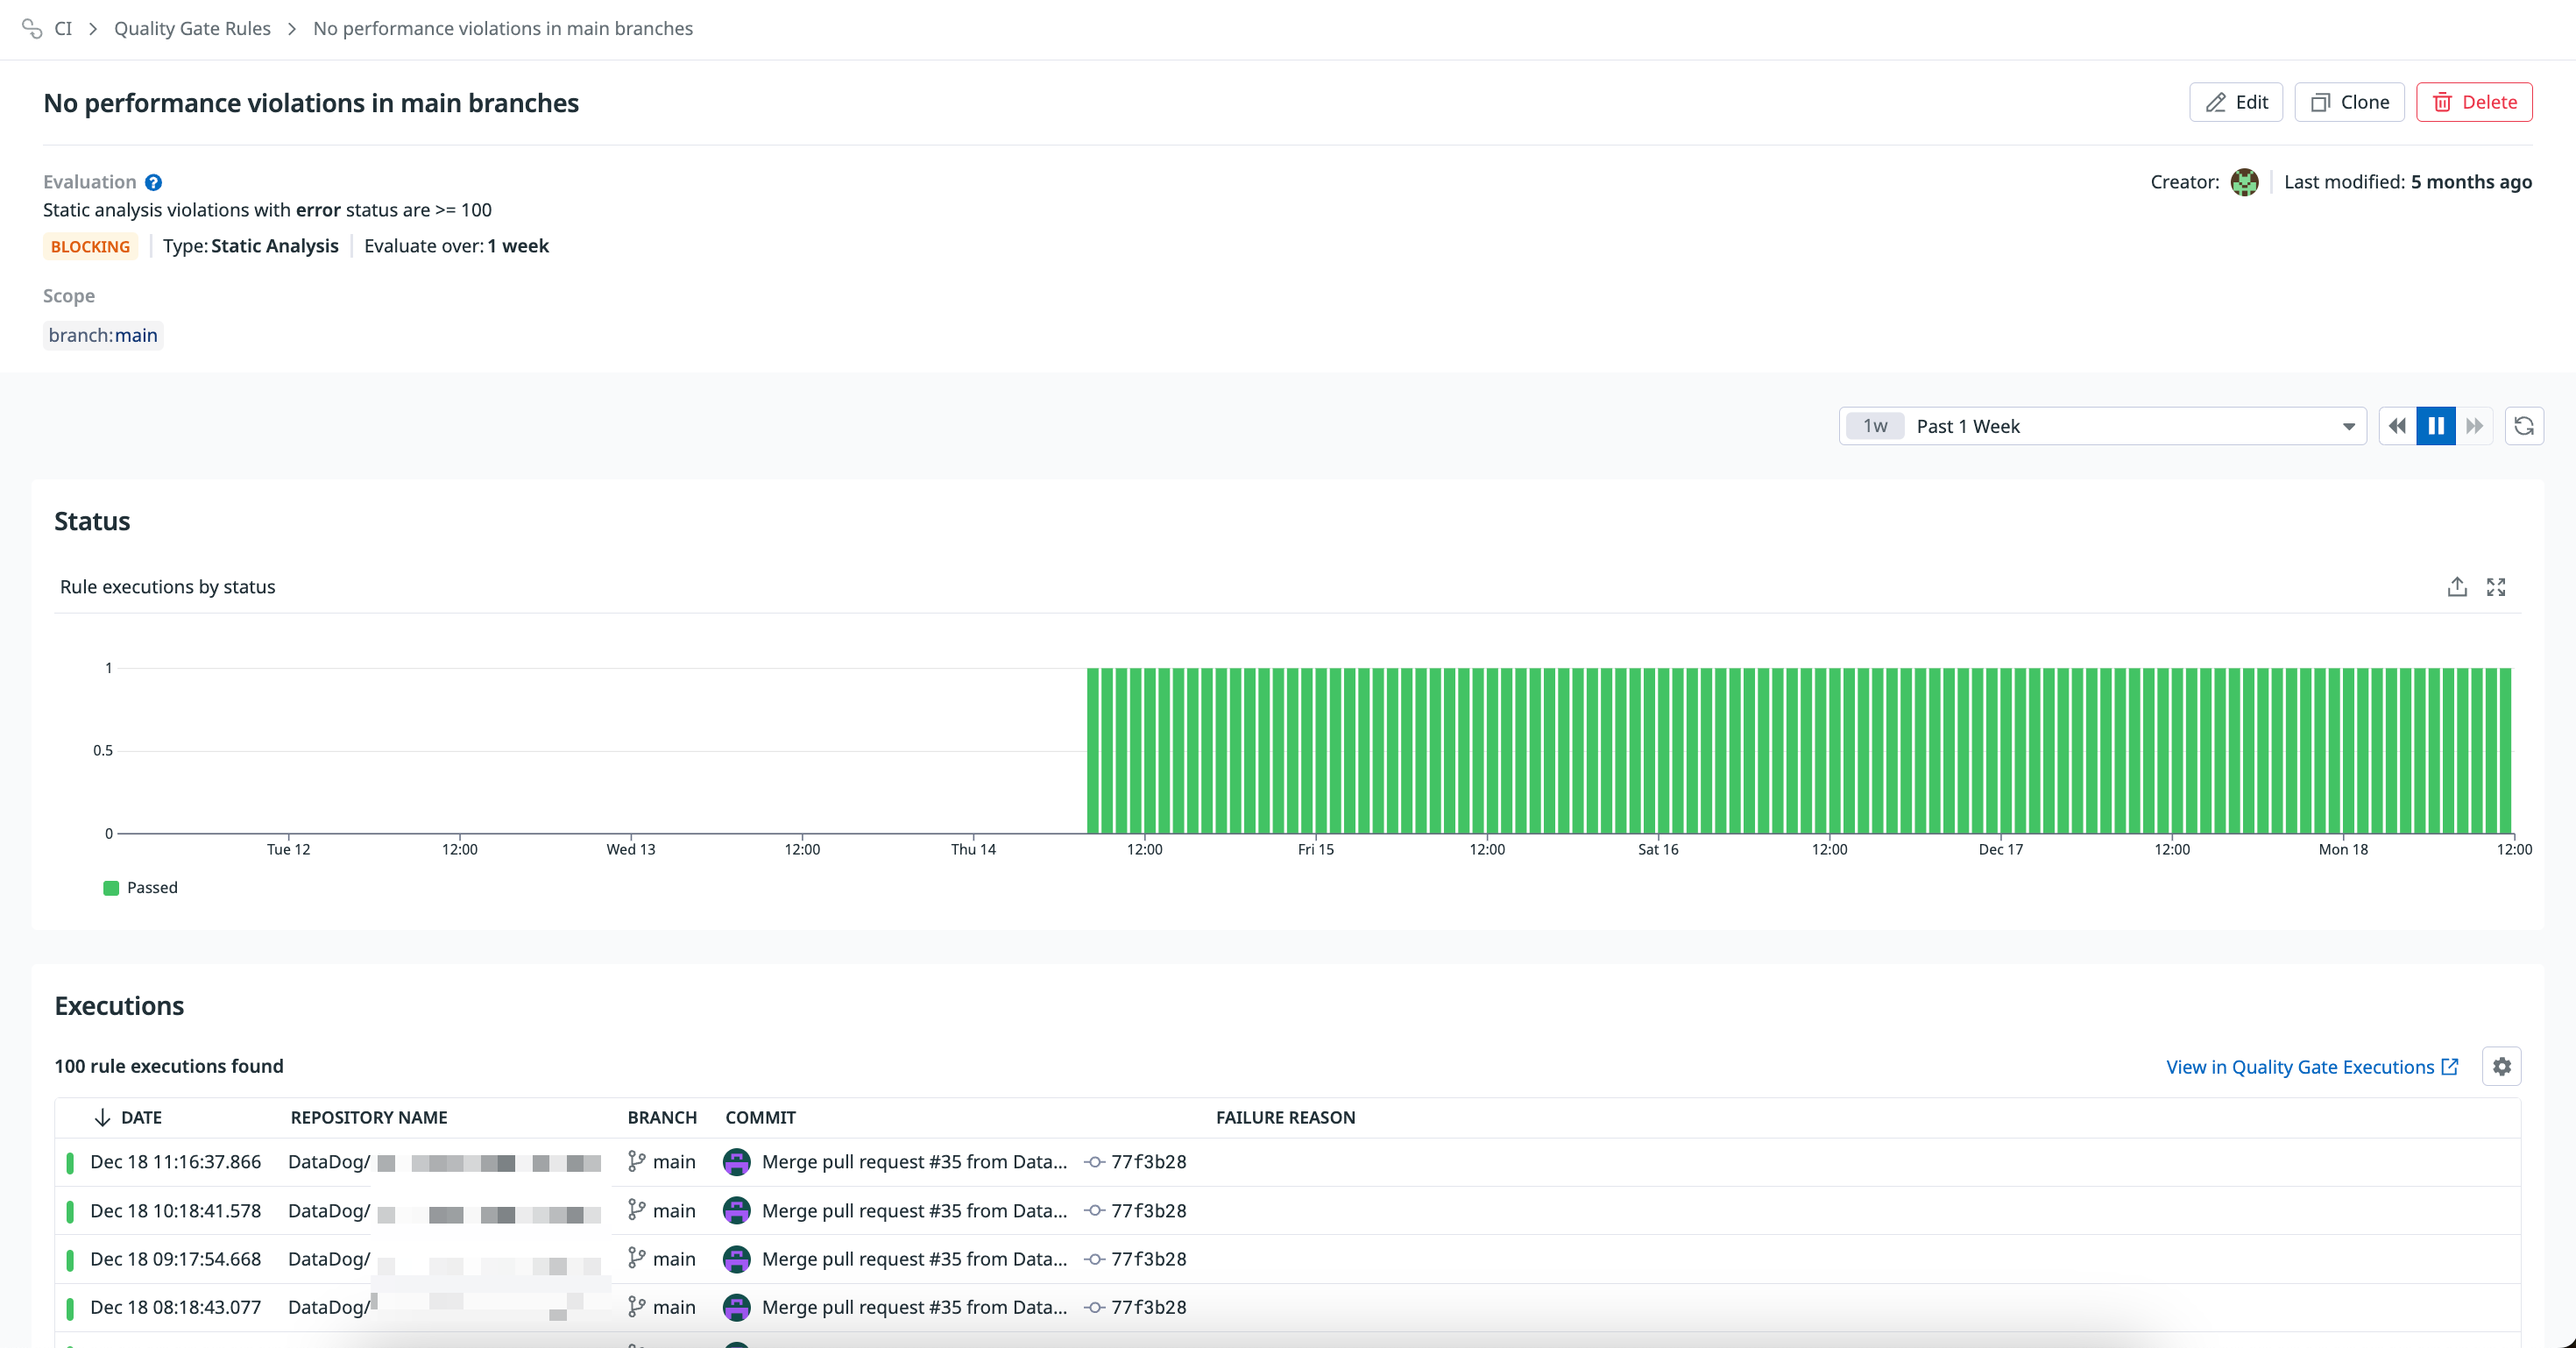 CI > Quality Gate Rules > No performance violations in main branches
No performance violations in main branches
Edit Clone Delete
Evaluation ?
Creator: Last modified: 5 months ago
Static analysis violations with error status are >= 100
BLOCKING Type: Static Analysis Evaluate over: 1 week
Scope
branch:main
1w Past 1 Week
Status
Rule executions by status
1
0.5
0
Tue 12 12:00 Wed 13 12:00 Thu 14 12:00 Fri 15 12:00 Sat 16 12:00 Dec 17 12:00 Mon 18 12:00
Passed
Executions
100 rule executions found
View in Quality Gate Executions
DATE REPOSITORY NAME BRANCH COMMIT FAILURE REASON
Dec 18 11:16:37.866 DataDog/ main Merge pull request #35 from Data... 77f3b28
Dec 18 10:18:41.578 DataDog/ main Merge pull request #35 from Data... 77f3b28
Dec 18 09:17:54.668 DataDog/ main Merge pull request #35 from Data... 77f3b28
Dec 18 08:18:43.077 DataDog/ main Merge pull request #35 from Data... 77f3b28